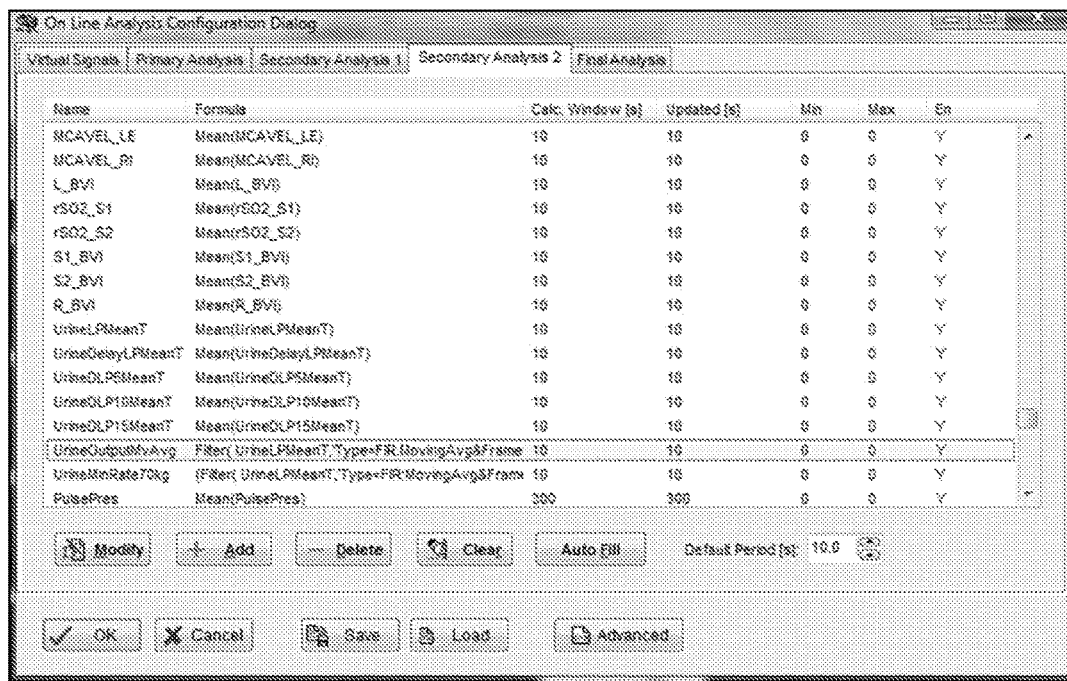 On Line Analysis Configuration Dialog
Virtual Signals Primary Analysis Secondary Analysis 1 Secondary Analysis 2 Final Analysis
Name Formula Calc. Window [s] Updated [s] Min Max En
MCAVEL_LE Mean(MCAVEL_LE) 10 10 0 0 Y
MCAVEL_RI Mean(MCAVEL_RI) 10 10 0 0 Y
L_BVI Mean(L_BVI) 10 10 0 0 Y
rSO2_S1 Mean(rSO2_S1) 10 10 0 0 Y
rSO2_S2 Mean(rSO2_S2) 10 10 0 0 Y
S1_BVI Mean(S1_BVI) 10 10 0 0 Y
S2_BVI Mean(S2_BVI) 10 10 0 0 Y
R_BVI Mean(R_BVI) 10 10 0 0 Y
UrineLPMeanT Mean(UrineLPMeanT) 10 10 0 0 Y
UrineDelayLPMeanT Mean(UrineDelayLPMeanT) 10 10 0 0 Y
UrineDLP5MeanT Mean(UrineDLP5MeanT) 10 10 0 0 Y
UrineDLP10MeanT Mean(UrineDLP10MeanT) 10 10 0 0 Y
UrineDLP15MeanT Mean(UrineDLP15MeanT) 10 10 0 0 Y
UrineOutputMvAvg Filter( UrineLPMeanT,'Type=FIR:MovingAvg&Frame 10 10 0 0 Y
UrineMinRate70kg (Filter( UrineLPMeanT,'Type=FIR:MovingAvg&Frame 10 10 0 0 Y
PulsePres Mean(PulsePres) 300 300 0 0 Y
Modify Add Delete Clear Auto Fill Default Period [s]: 10.0
OK Cancel Save Load Advanced